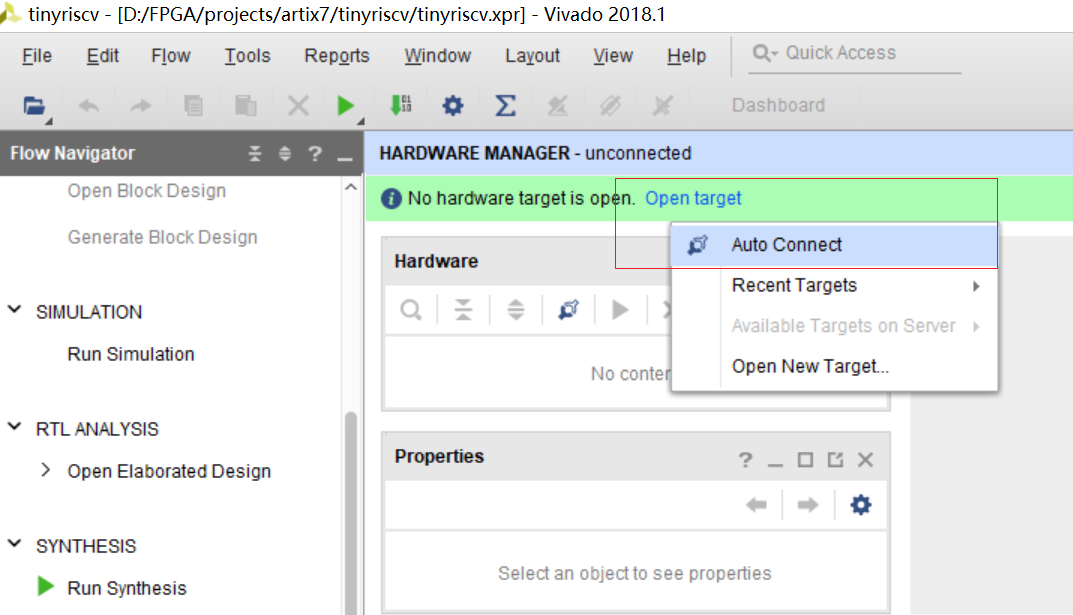 tinyriscv - [D:/FPGA/projects/artix7/tinyriscv/tinyriscv.xpr] - Vivado 2018.1
File Edit Flow Tools Reports Window Layout View Help Quick Access
Dashboard
Flow Navigator
HARDWARE MANAGER - unconnected
Open Block Design
No hardware target is open. Open target
Generate Block Design
Auto Connect
Hardware
Recent Targets
SIMULATION
Available Targets on Server
Run Simulation
Open New Target...
No conten
RTL ANALYSIS
Open Elaborated Design
Properties
SYNTHESIS
Run Synthesis
Select an object to see properties